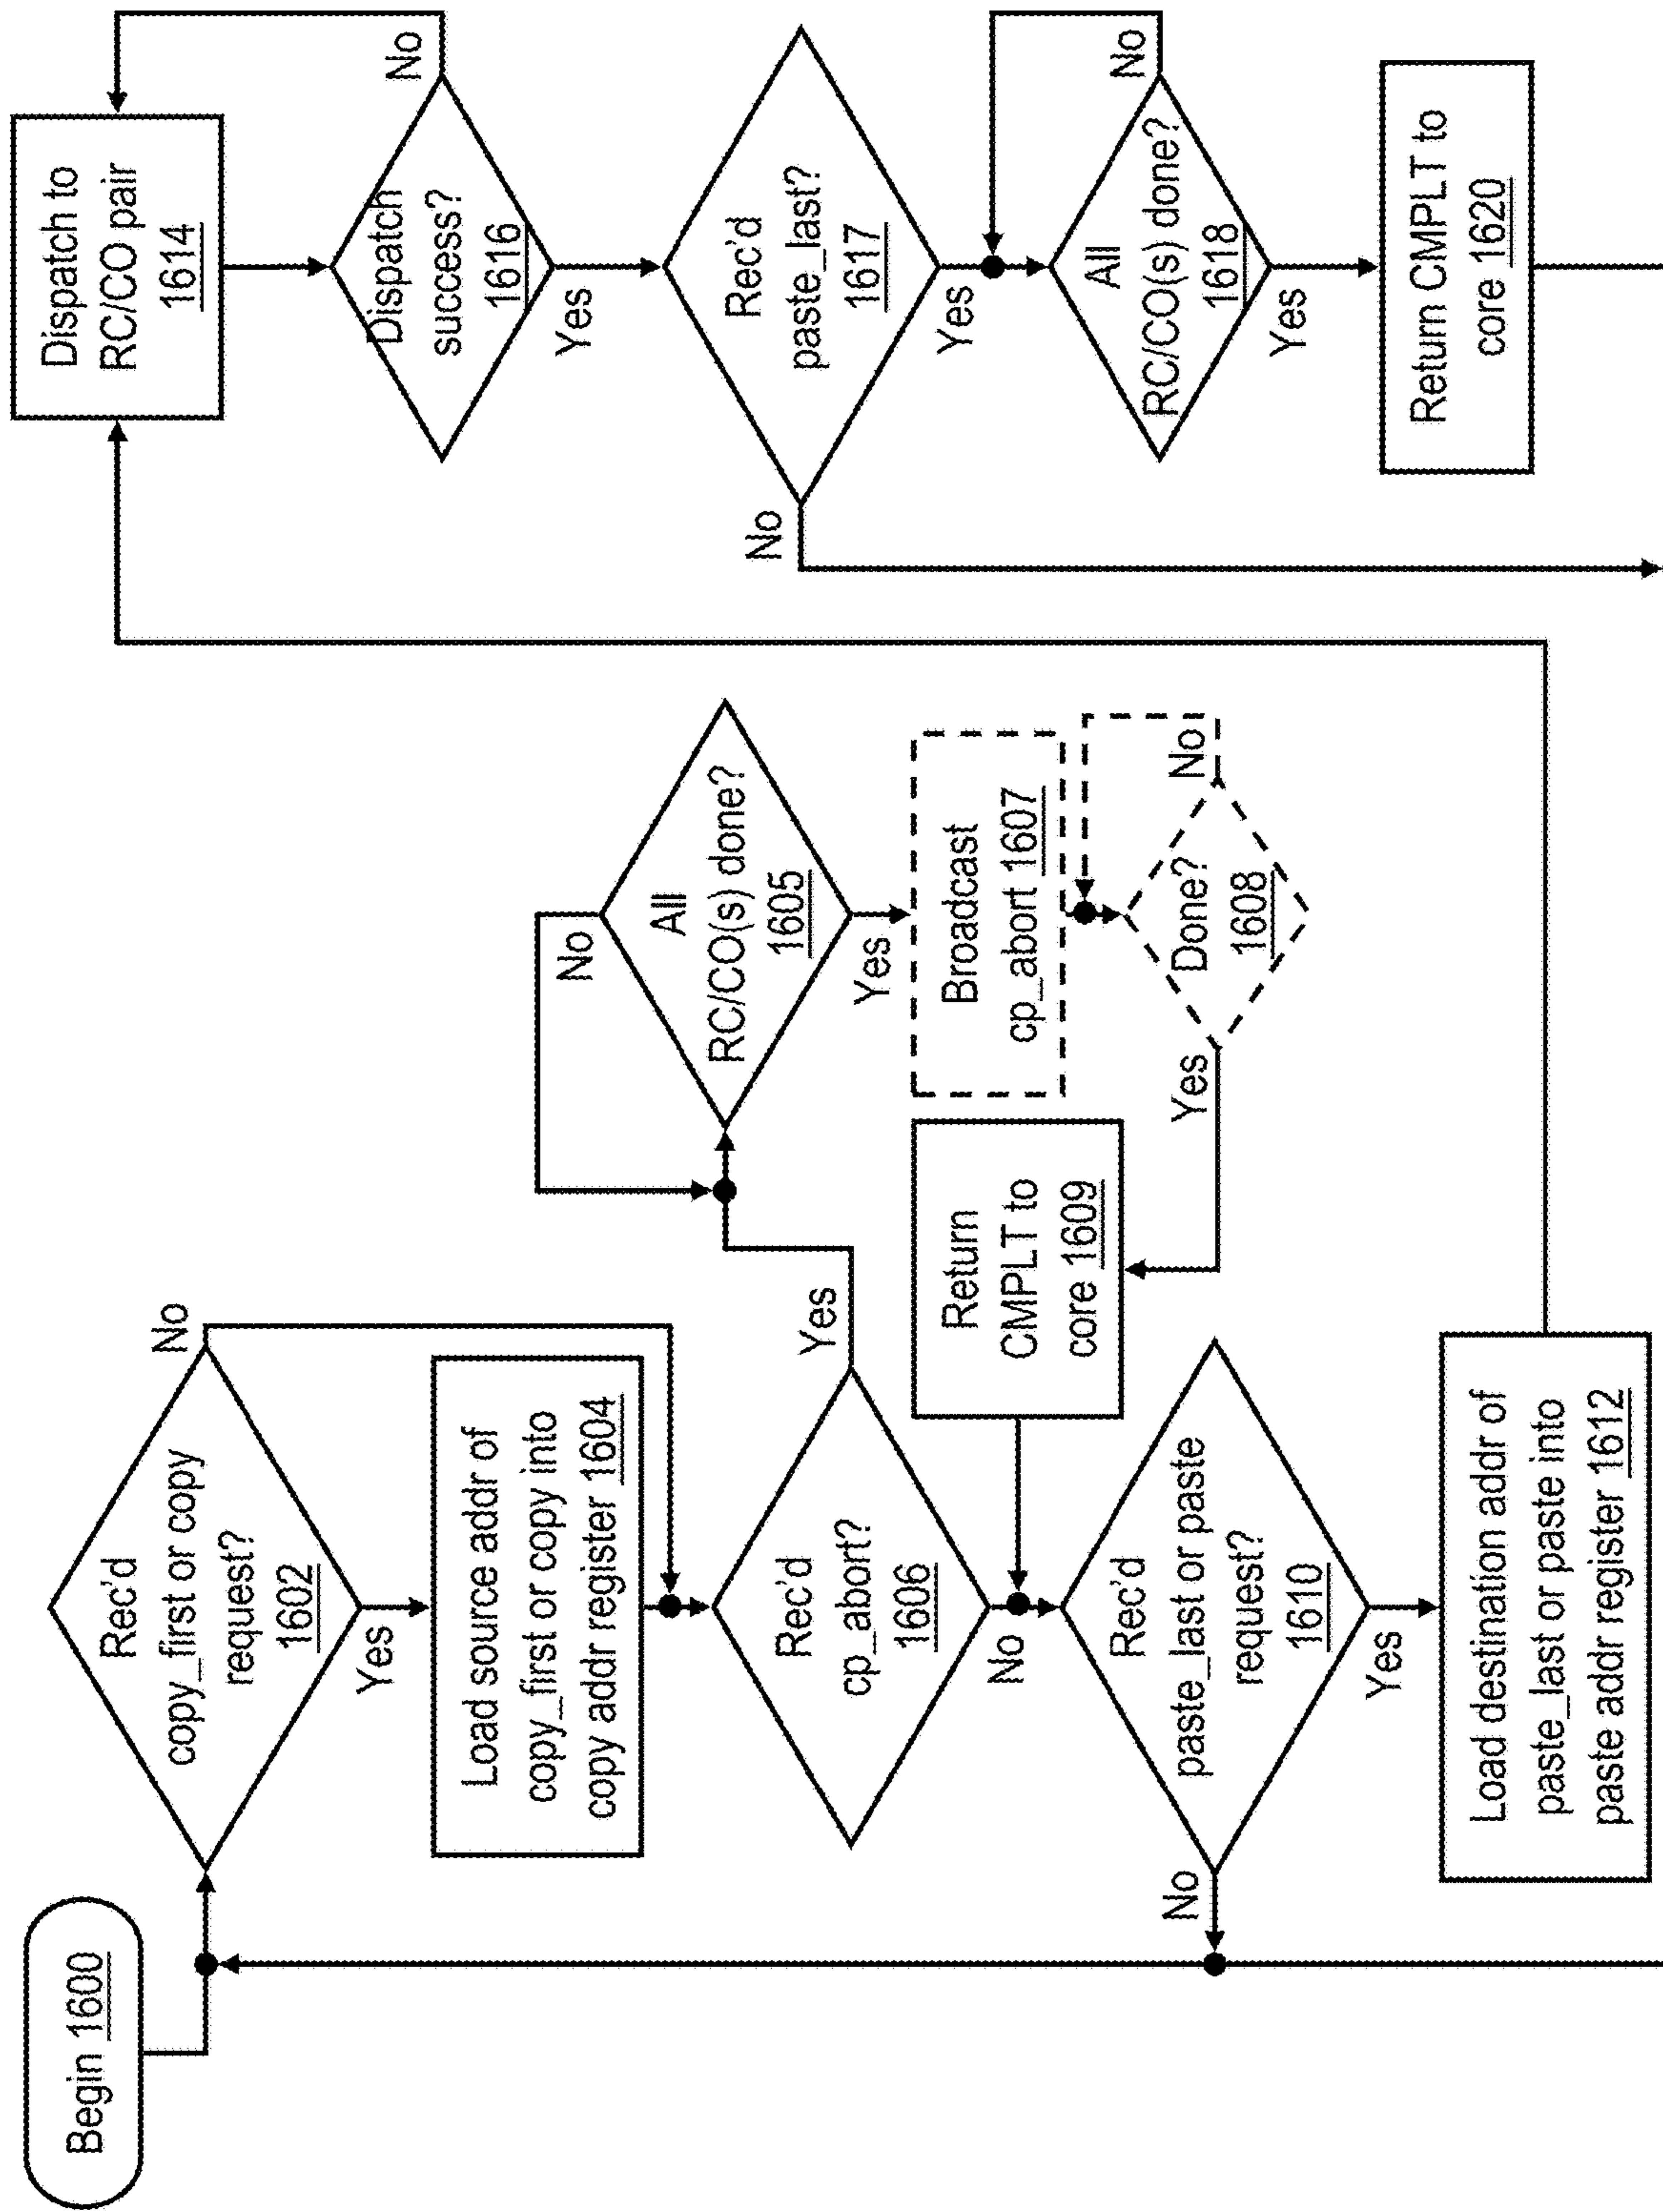 Begin 1600
Rec'd
copy_first or copy
request?
1602
No
Yes
Load source addr of
copy_first or copy into
copy addr register 1604
Rec'd
cp_abort?
1606
Yes
No
All
RC/CO(s) done?
1605
No
Yes
Broadcast
cp_abort 1607
Done?
1608
No
Yes
Return
CMPLT to
core 1609
Rec'd
paste_last or paste
request?
1610
No
Yes
Load destination addr of
paste_last or paste into
paste addr register 1612
Dispatch to
RC/CO pair
1614
Dispatch
success?
1616
No
Yes
Rec'd
paste_last?
1617
No
Yes
All
RC/CO(s) done?
1618
No
Yes
Return CMPLT to
core 1620